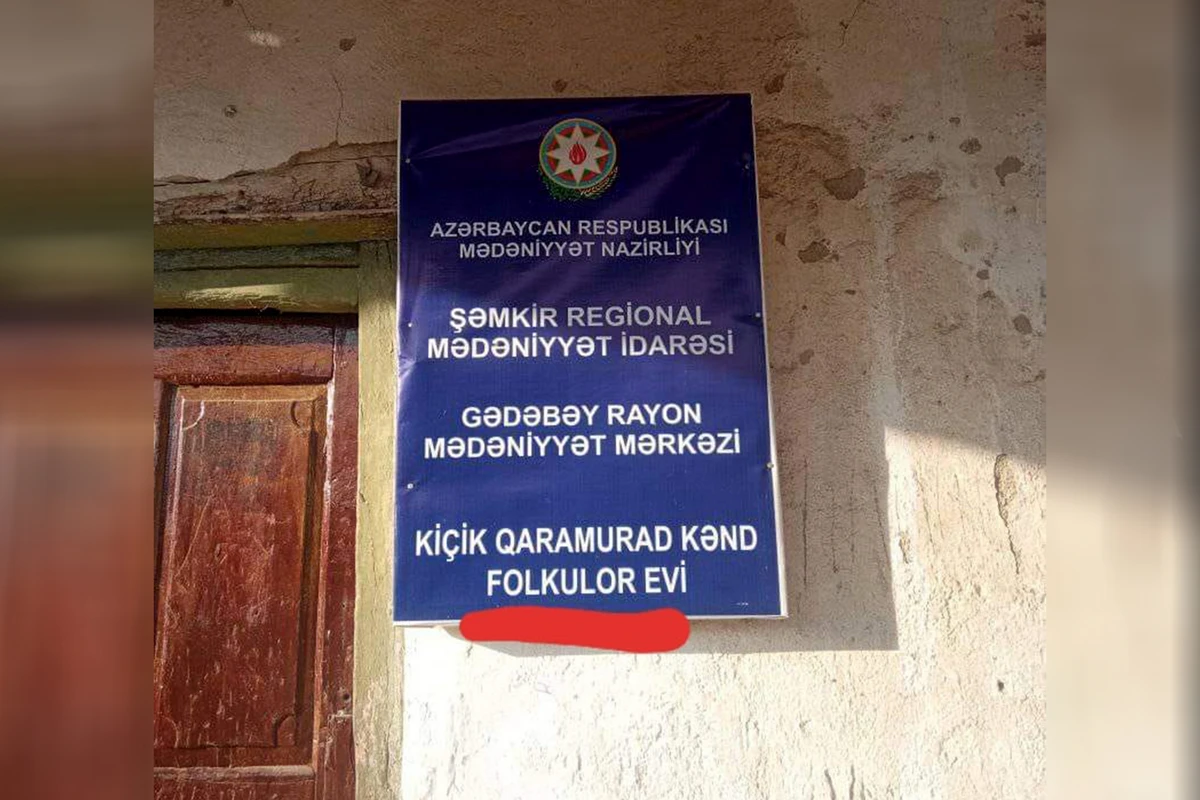 AZƏRBAYCAN RESPUBLİKASI
MƏDƏNİYYƏT NAZİRLİYİ
ŞƏMKİR REGİONAL
MƏDƏNİYYƏT İDARƏSİ
GƏDƏBƏY RAYON
MƏDƏNİYYƏT MƏRKƏZİ
KİÇİK QARAMURAD KƏND
FOLKULOR EVİ